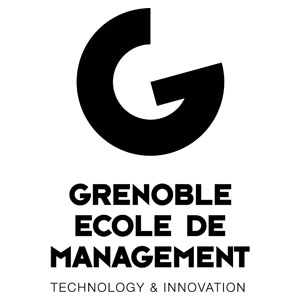 GRENOBLE
ECOLE DE
MANAGEMENT
TECHNOLOGY & INNOVATION